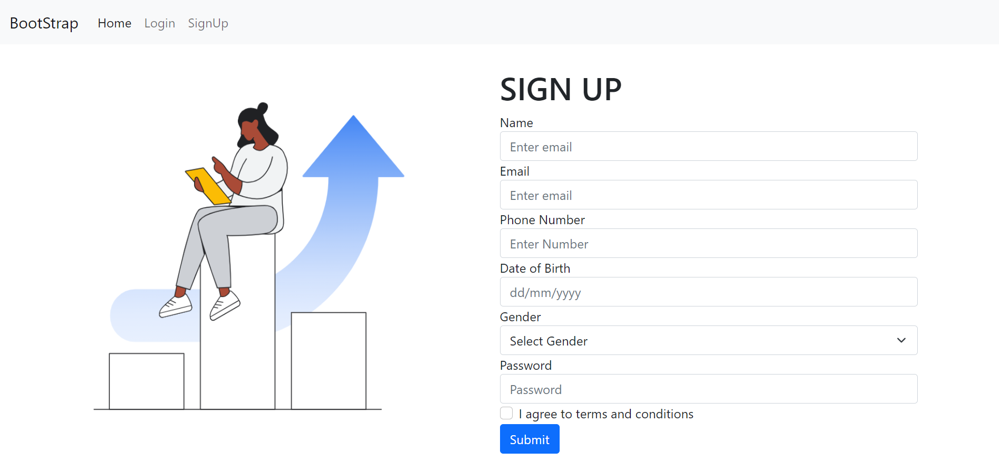 BootStrap Home Login SignUp
SIGN UP
Name
Enter email
Email
Enter email
Phone Number
Enter Number
Date of Birth
dd/mm/yyyy
Gender
Select Gender
Password
Password
I agree to terms and conditions
Submit